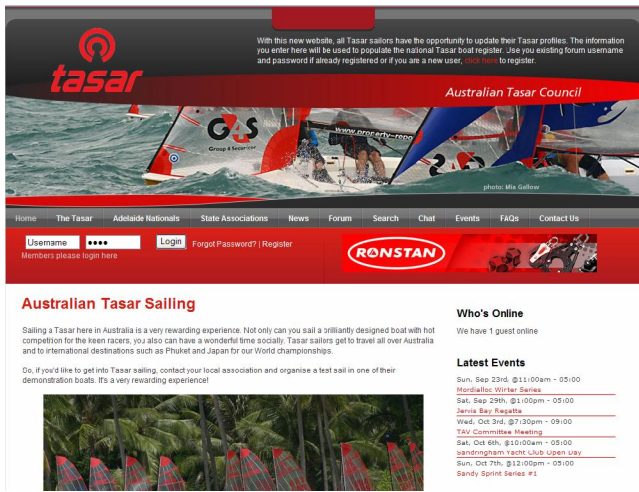 With this new website, all Tasar sailors have the opportunity to update their Tasar profiles. The information
you enter here will be used to populate the national Tasar boat register. Use you existing forum username
and password if already registered or if you are a new user, click here to register.
tasar
Australian Tasar Council
G4S
Group 4 Securicor
www.property-repo
photo: Mia Gallow
Home The Tasar Adelaide Nationals State Associations News Forum Search Chat Events FAQs Contact Us
Username •••• Login Forgot Password? | Register
Members please login here
RONSTAN
Australian Tasar Sailing
Sailing a Tasar here in Australia is a very rewarding experience. Not only can you sail a brilliantly designed boat with hot
competition for the keen racers, you also can have a wonderful time socially. Tasar sailors get to travel all over Australia
and to international destinations such as Phuket and Japan for our World championships.
Do, if you'd like to get into Tasar sailing, contact your local association and organise a test sail in one of their
demonstration boats. It's a very rewarding experience!
Who's Online
We have 1 guest online
Latest Events
Sun, Sep 23rd, @11:00am - 05:00
Mordialloc Winter Series
Sat, Sep 29th, @1:00pm - 05:00
Jervis Bay Regatta
Wed, Oct 3rd, @7:30pm - 09:00
TAV Committee Meeting
Sat, Oct 6th, @10:00am - 05:00
Sandringham Yacht Club Open Day
Sun, Oct 7th, @12:00pm - 05:00
Sandy Sprint Series #1